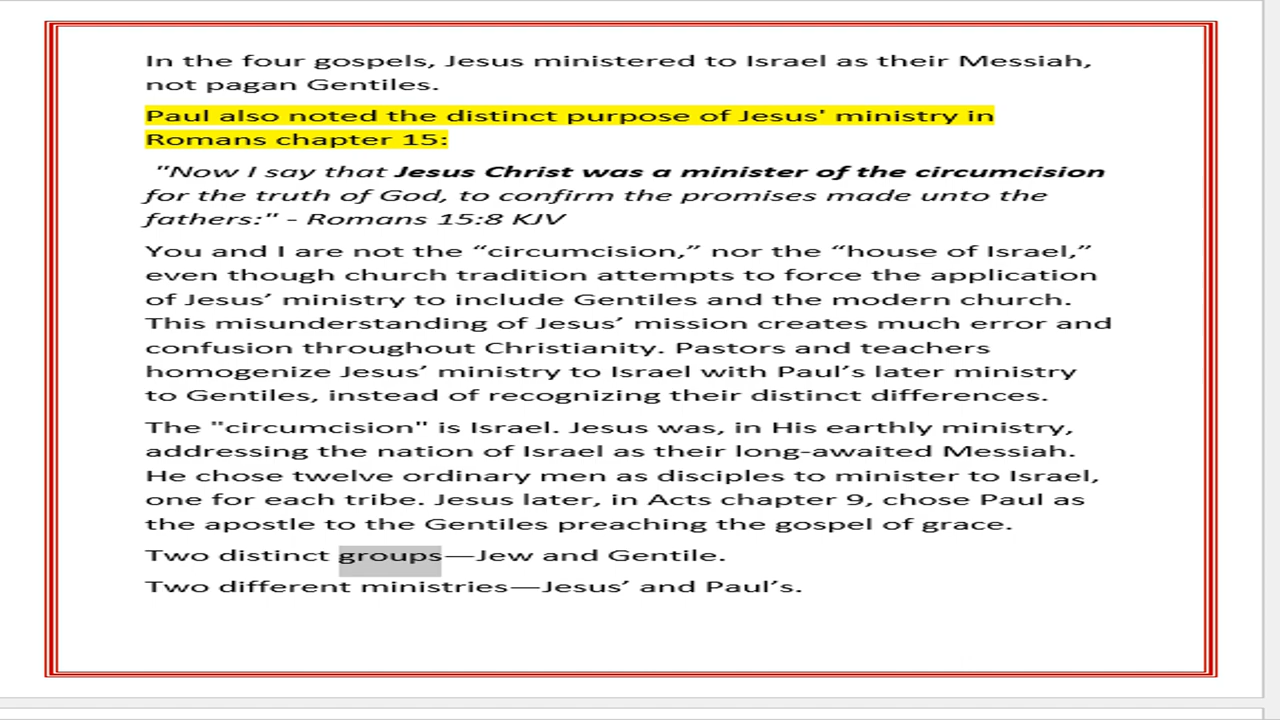 In the four gospels, Jesus ministered to Israel as their Messiah,
not pagan Gentiles.
Paul also noted the distinct purpose of Jesus' ministry in
Romans chapter 15:
"Now I say that Jesus Christ was a minister of the circumcision
for the truth of God, to confirm the promises made unto the
fathers:" - Romans 15:8 KJV
You and I are not the “circumcision,” nor the “house of Israel,”
even though church tradition attempts to force the application
of Jesus’ ministry to include Gentiles and the modern church.
This misunderstanding of Jesus’ mission creates much error and
confusion throughout Christianity. Pastors and teachers
homogenize Jesus’ ministry to Israel with Paul’s later ministry
to Gentiles, instead of recognizing their distinct differences.
The "circumcision" is Israel. Jesus was, in His earthly ministry,
addressing the nation of Israel as their long-awaited Messiah.
He chose twelve ordinary men as disciples to minister to Israel,
one for each tribe. Jesus later, in Acts chapter 9, chose Paul as
the apostle to the Gentiles preaching the gospel of grace.
Two distinct groups—Jew and Gentile.
Two different ministries—Jesus’ and Paul’s.